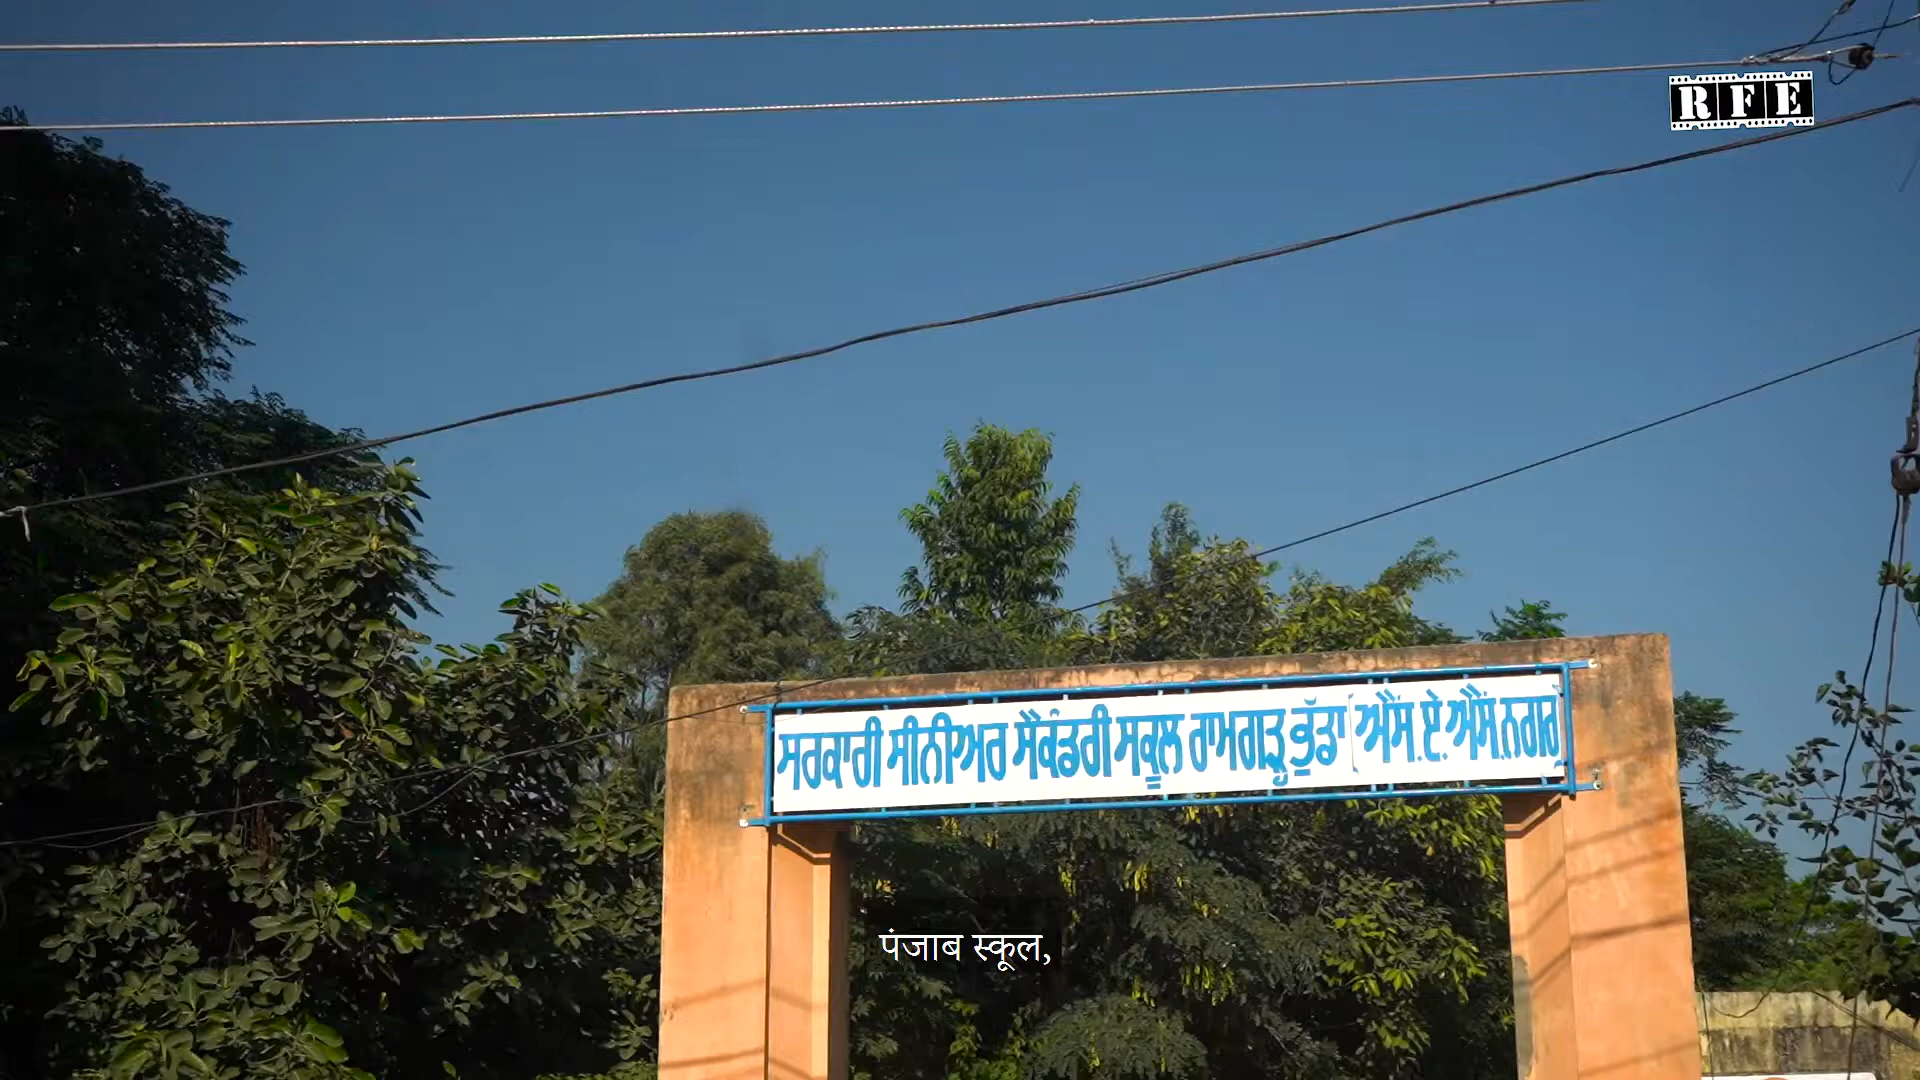 RFE
ਸਰਕਾਰੀ ਸੀਨੀਅਰ ਸੈਕੰਡਰੀ ਸਕੂਲ ਰਾਮਗੜ੍ਹ ਭੁੱਡਾ (ਐਸ.ਏ.ਐਸ.ਨਗਰ)
पंजाब स्कूल,